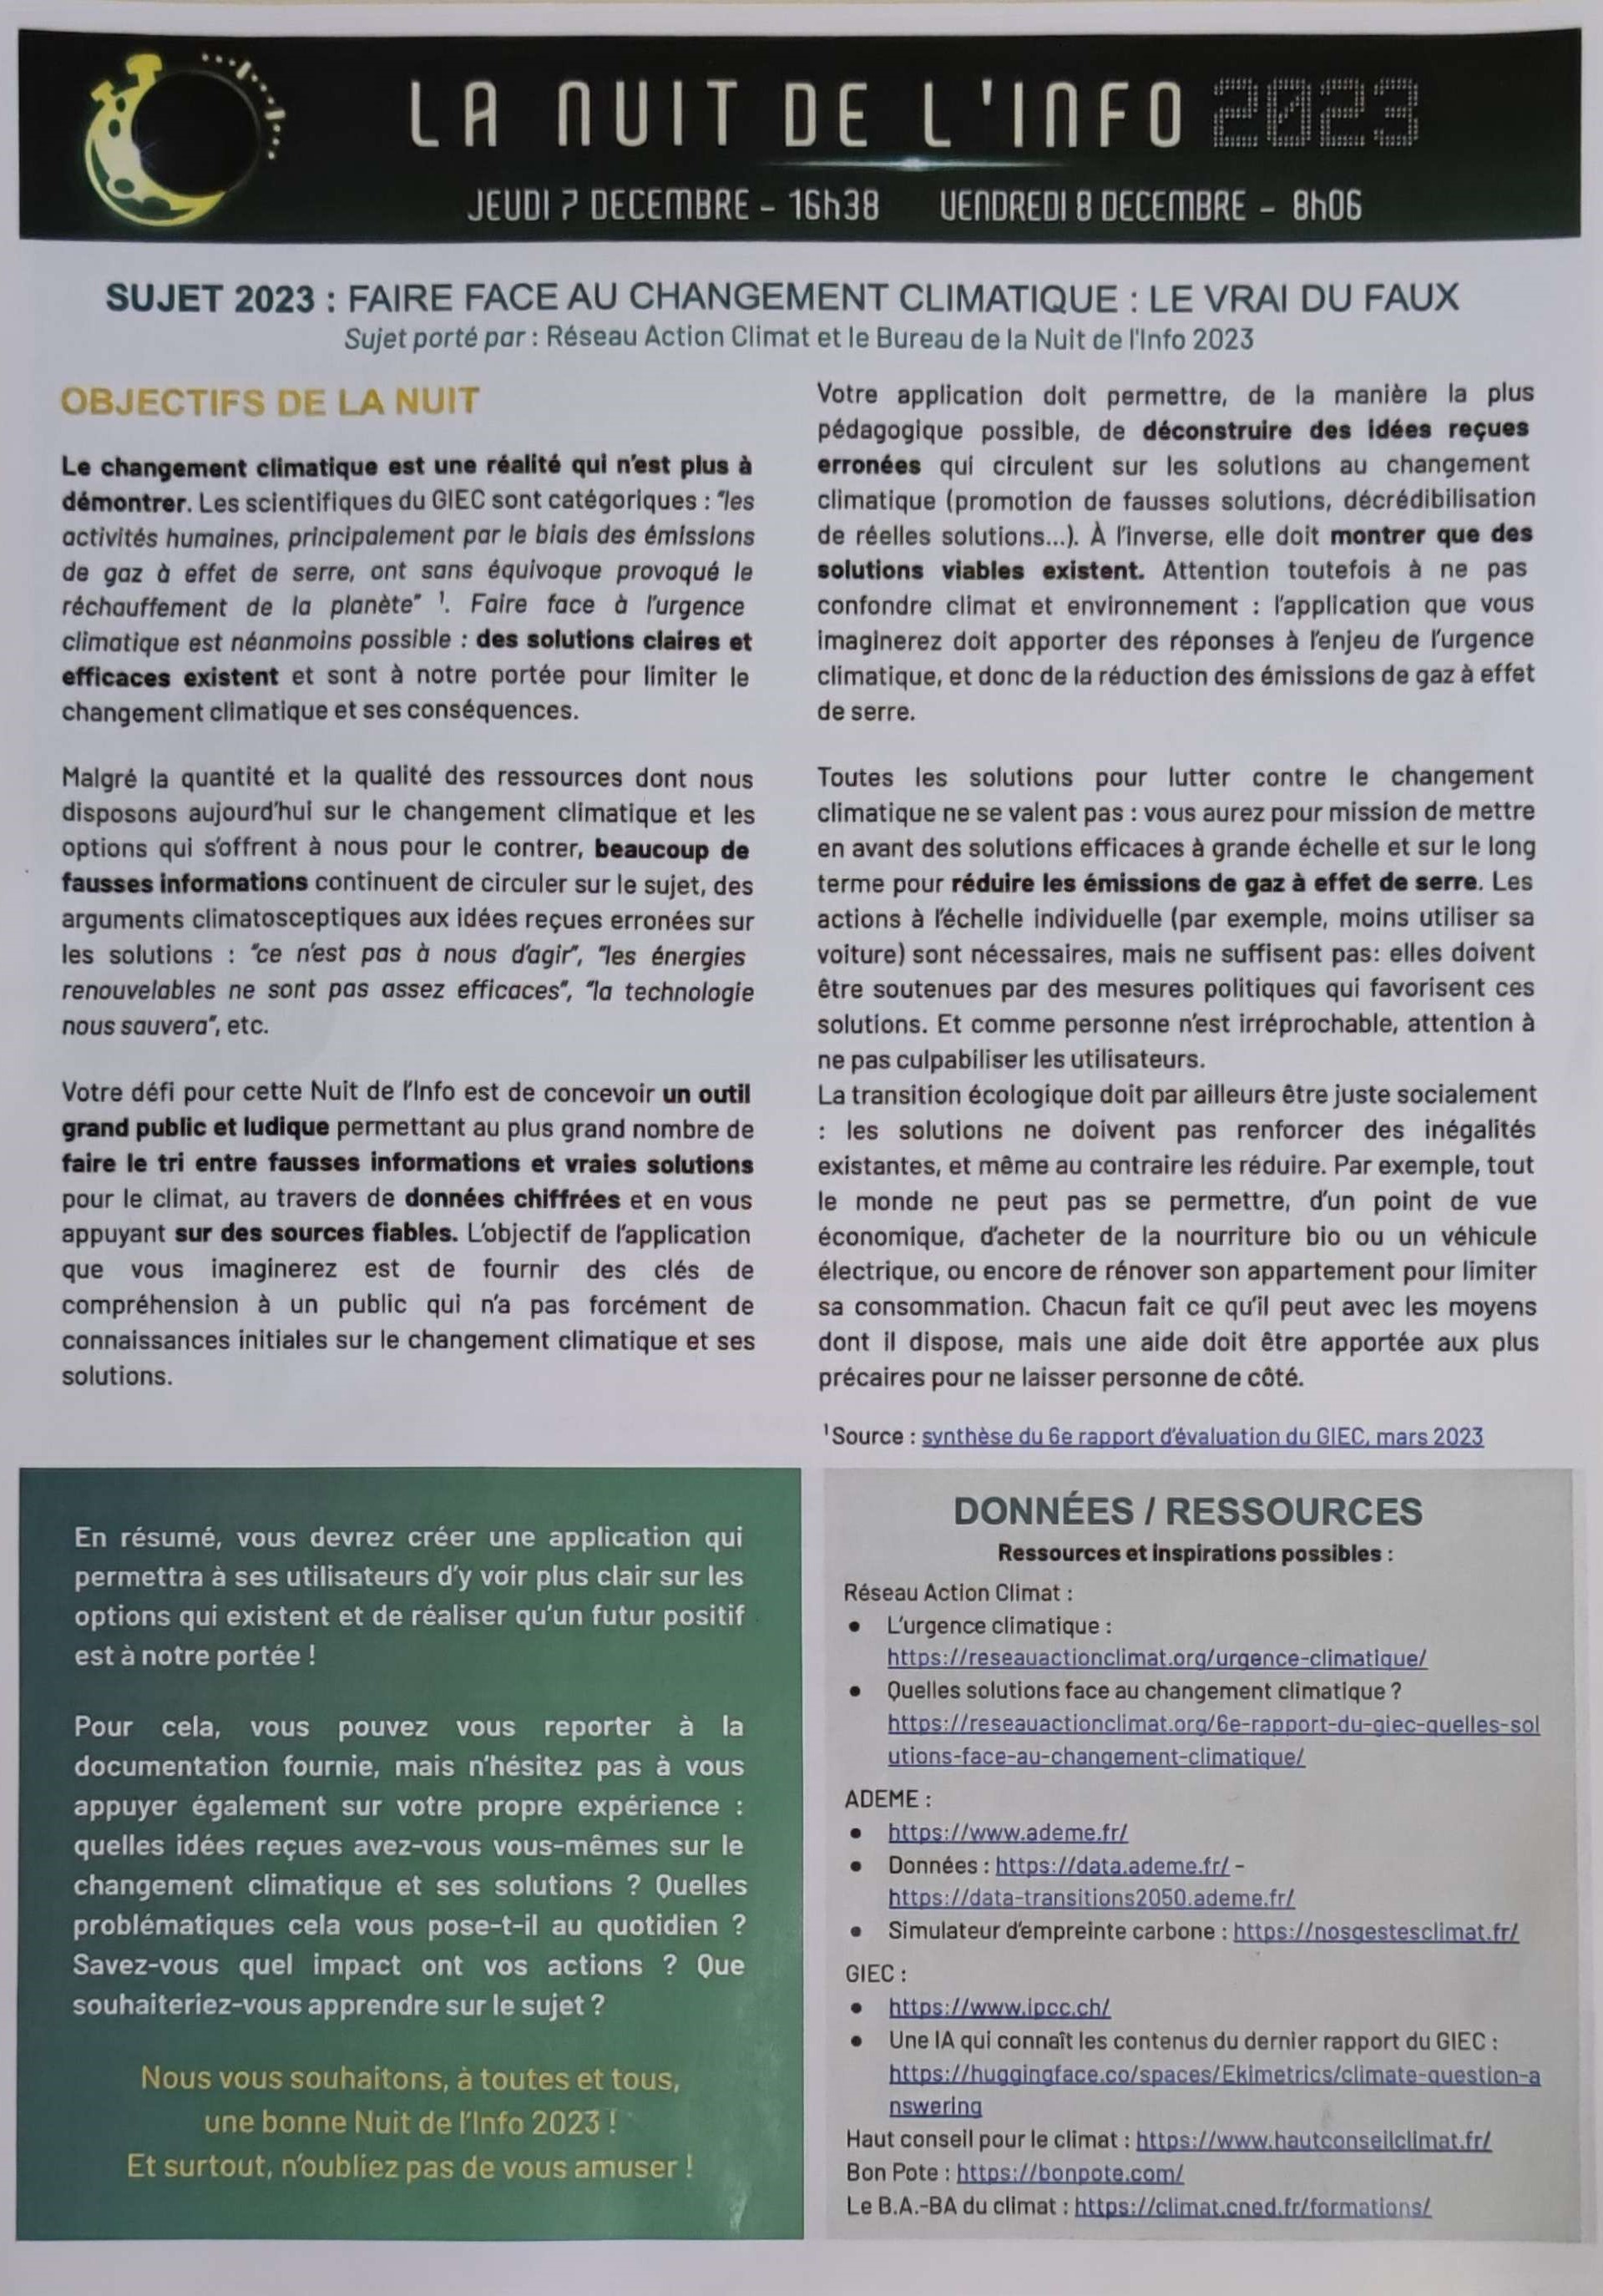 LA NUIT DE L'INFO 2023
JEUDI 7 DECEMBRE - 16h38 VENDREDI 8 DECEMBRE - 8h06
SUJET 2023 : FAIRE FACE AU CHANGEMENT CLIMATIQUE : LE VRAI DU FAUX
Sujet porté par : Réseau Action Climat et le Bureau de la Nuit de l'Info 2023
OBJECTIFS DE LA NUIT
Le changement climatique est une réalité qui n'est plus à
démontrer. Les scientifiques du GIEC sont catégoriques : "les
activités humaines, principalement par le biais des émissions
de gaz à effet de serre, ont sans équivoque provoqué le
réchauffement de la planète" ¹. Faire face à l'urgence
climatique est néanmoins possible : des solutions claires et
efficaces existent et sont à notre portée pour limiter le
changement climatique et ses conséquences.
Malgré la quantité et la qualité des ressources dont nous
disposons aujourd'hui sur le changement climatique et les
options qui s'offrent à nous pour le contrer, beaucoup de
fausses informations continuent de circuler sur le sujet, des
arguments climatosceptiques aux idées reçues erronées sur
les solutions : "ce n'est pas à nous d'agir", "les énergies
renouvelables ne sont pas assez efficaces", "la technologie
nous sauvera", etc.
Votre défi pour cette Nuit de l'Info est de concevoir un outil
grand public et ludique permettant au plus grand nombre de
faire le tri entre fausses informations et vraies solutions
pour le climat, au travers de données chiffrées et en vous
appuyant sur des sources fiables. L'objectif de l'application
que vous imaginerez est de fournir des clés de
compréhension à un public qui n'a pas forcément de
connaissances initiales sur le changement climatique et ses
solutions.
Votre application doit permettre, de la manière la plus
pédagogique possible, de déconstruire des idées reçues
erronées qui circulent sur les solutions au changement
climatique (promotion de fausses solutions, décrédibilisation
de réelles solutions...). À l'inverse, elle doit montrer que des
solutions viables existent. Attention toutefois à ne pas
confondre climat et environnement : l'application que vous
imaginerez doit apporter des réponses à l'enjeu de l'urgence
climatique, et donc de la réduction des émissions de gaz à effet
de serre.
Toutes les solutions pour lutter contre le changement
climatique ne se valent pas : vous aurez pour mission de mettre
en avant des solutions efficaces à grande échelle et sur le long
terme pour réduire les émissions de gaz à effet de serre. Les
actions à l'échelle individuelle (par exemple, moins utiliser sa
voiture) sont nécessaires, mais ne suffisent pas: elles doivent
être soutenues par des mesures politiques qui favorisent ces
solutions. Et comme personne n'est irréprochable, attention à
ne pas culpabiliser les utilisateurs.
La transition écologique doit par ailleurs être juste socialement
: les solutions ne doivent pas renforcer des inégalités
existantes, et même au contraire les réduire. Par exemple, tout
le monde ne peut pas se permettre, d'un point de vue
économique, d'acheter de la nourriture bio ou un véhicule
électrique, ou encore de rénover son appartement pour limiter
sa consommation. Chacun fait ce qu'il peut avec les moyens
dont il dispose, mais une aide doit être apportée aux plus
précaires pour ne laisser personne de côté.
¹ Source : synthèse du 6e rapport d'évaluation du GIEC, mars 2023
En résumé, vous devrez créer une application qui
permettra à ses utilisateurs d'y voir plus clair sur les
options qui existent et de réaliser qu'un futur positif
est à notre portée !
Pour cela, vous pouvez vous reporter à la
documentation fournie, mais n'hésitez pas à vous
appuyer également sur votre propre expérience :
quelles idées reçues avez-vous vous-mêmes sur le
changement climatique et ses solutions ? Quelles
problématiques cela vous pose-t-il au quotidien ?
Savez-vous quel impact ont vos actions ? Que
souhaiteriez-vous apprendre sur le sujet ?
Nous vous souhaitons, à toutes et tous,
une bonne Nuit de l'Info 2023 !
Et surtout, n'oubliez pas de vous amuser !
DONNÉES / RESSOURCES
Ressources et inspirations possibles :
Réseau Action Climat :
• L'urgence climatique :
https://reseauactionclimat.org/urgence-climatique/
• Quelles solutions face au changement climatique ?
https://reseauactionclimat.org/6e-rapport-du-giec-quelles-sol
utions-face-au-changement-climatique/
ADEME :
• https://www.ademe.fr/
• Données : https://data.ademe.fr/ -
https://data-transitions2050.ademe.fr/
• Simulateur d'empreinte carbone : https://nosgestesclimat.fr/
GIEC :
• https://www.ipcc.ch/
• Une IA qui connaît les contenus du dernier rapport du GIEC :
https://huggingface.co/spaces/Ekimetrics/climate-question-a
nswering
Haut conseil pour le climat : https://www.hautconseilclimat.fr/
Bon Pote : https://bonpote.com/
Le B.A.-BA du climat : https://climat.cned.fr/formations/